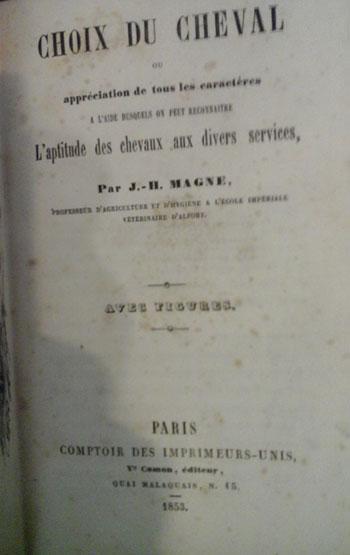 CHOIX DU CHEVAL
OU
appréciation de tous les caractères
A L'AIDE DESQUELS ON PEUT RECONNAITRE
L'aptitude des chevaux aux divers services,
Par J.-H. MAGNE,
PROFESSEUR D'AGRICULTURE ET D'HYGIÈNE A L'ÉCOLE IMPÉRIALE
VÉTÉRINAIRE D'ALFORT.
AVEC FIGURES.
PARIS
COMPTOIR DES IMPRIMEURS-UNIS,
Ve Comon, éditeur,
QUAI MALAQUAIS, N. 15.
1853.